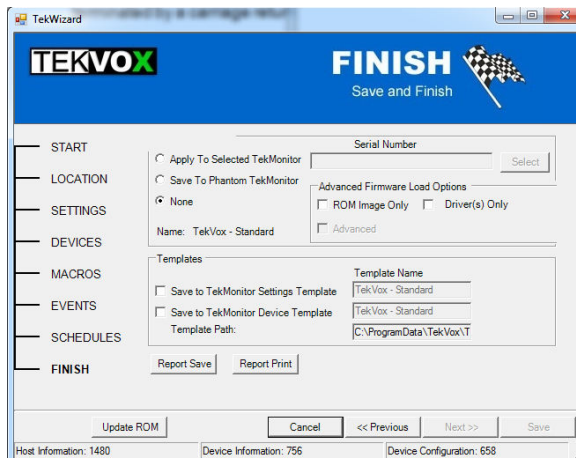 terminated by a carriage retur
TekWizard
TEKVOX
FINISH
Save and Finish
START
LOCATION
SETTINGS
DEVICES
MACROS
EVENTS
SCHEDULES
FINISH
Serial Number
Apply To Selected TekMonitor
Select
Save To Phantom TekMonitor
None
Name: TekVox - Standard
Advanced Firmware Load Options
ROM Image Only
Driver(s) Only
Advanced
Templates
Template Name
Save to TekMonitor Settings Template
TekVox - Standard
Save to TekMonitor Device Template
TekVox - Standard
Template Path:
C:\ProgramData\TekVox\T
Report Save
Report Print
Update ROM
Cancel
<< Previous
Next >>
Save
Host Information: 1480
Device Information: 756
Device Configuration: 658